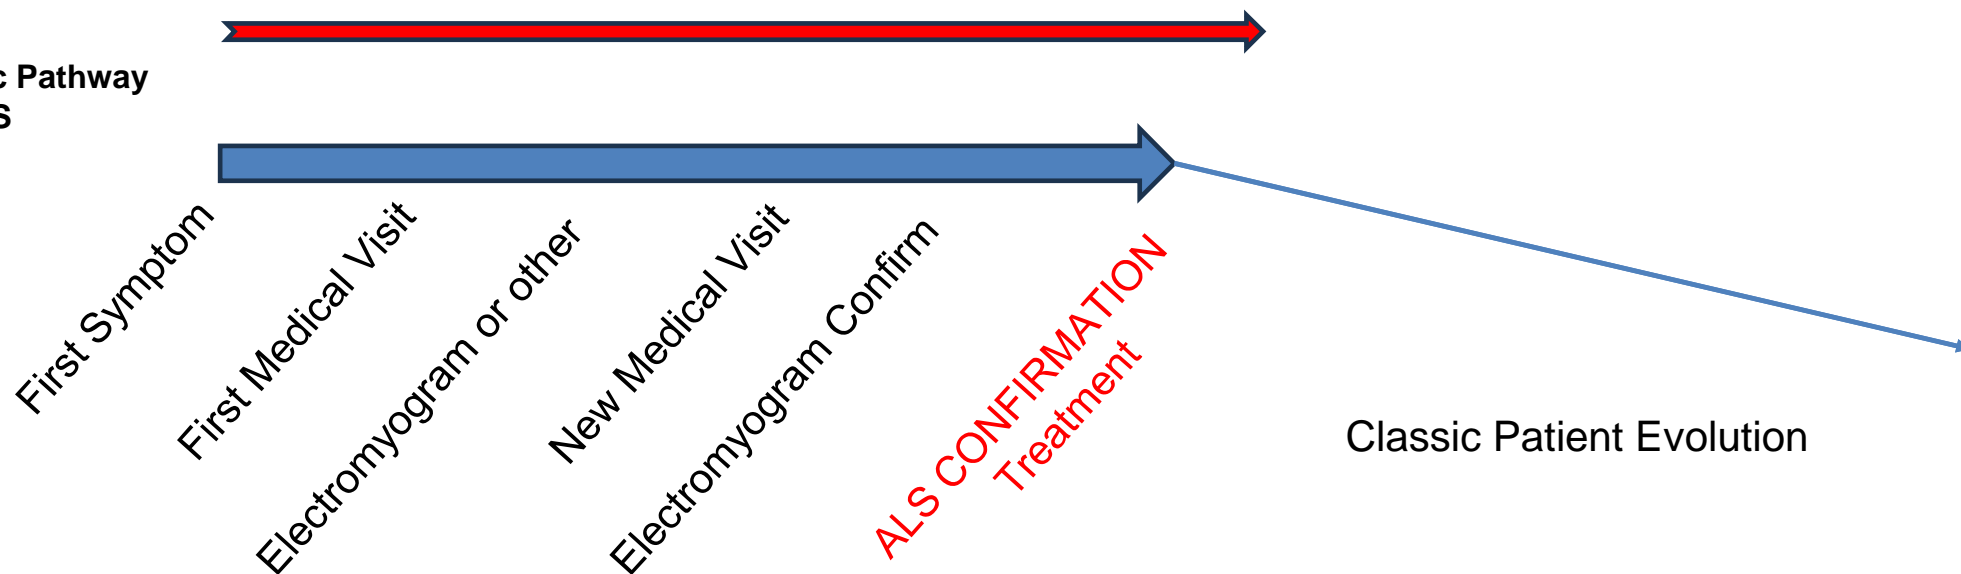 Pathway
First Symptom
First Medical Visit
Electromyogram or other
New Medical Visit
Electromyogram Confirm
ALS CONFIRMATION
Treatment
Classic Patient Evolution